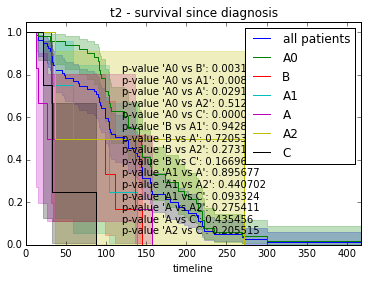 t2 - survival since diagnosis
1.0
0.8
0.6
0.4
0.2
0.0
all patients
A0
B
A1
A
A2
C
p-value 'A0 vs B': 0.0031
p-value 'A0 vs A1': 0.008
p-value 'A0 vs A': 0.0291
p-value 'A0 vs A2': 0.512
p-value 'A0 vs C': 0.0000
p-value 'B vs A1': 0.9428
p-value 'B vs A': 0.72053
p-value 'B vs A2': 0.2731
p-value 'B vs C': 0.16696
p-value 'A1 vs A': 0.895677
p-value 'A1 vs A2': 0.440702
p-value 'A1 vs C': 0.093324
p-value 'A vs A2': 0.275411
p-value 'A vs C': 0.435456
p-value 'A2 vs C': 0.205515
0 50 100 150 200 250 300 350 400
timeline